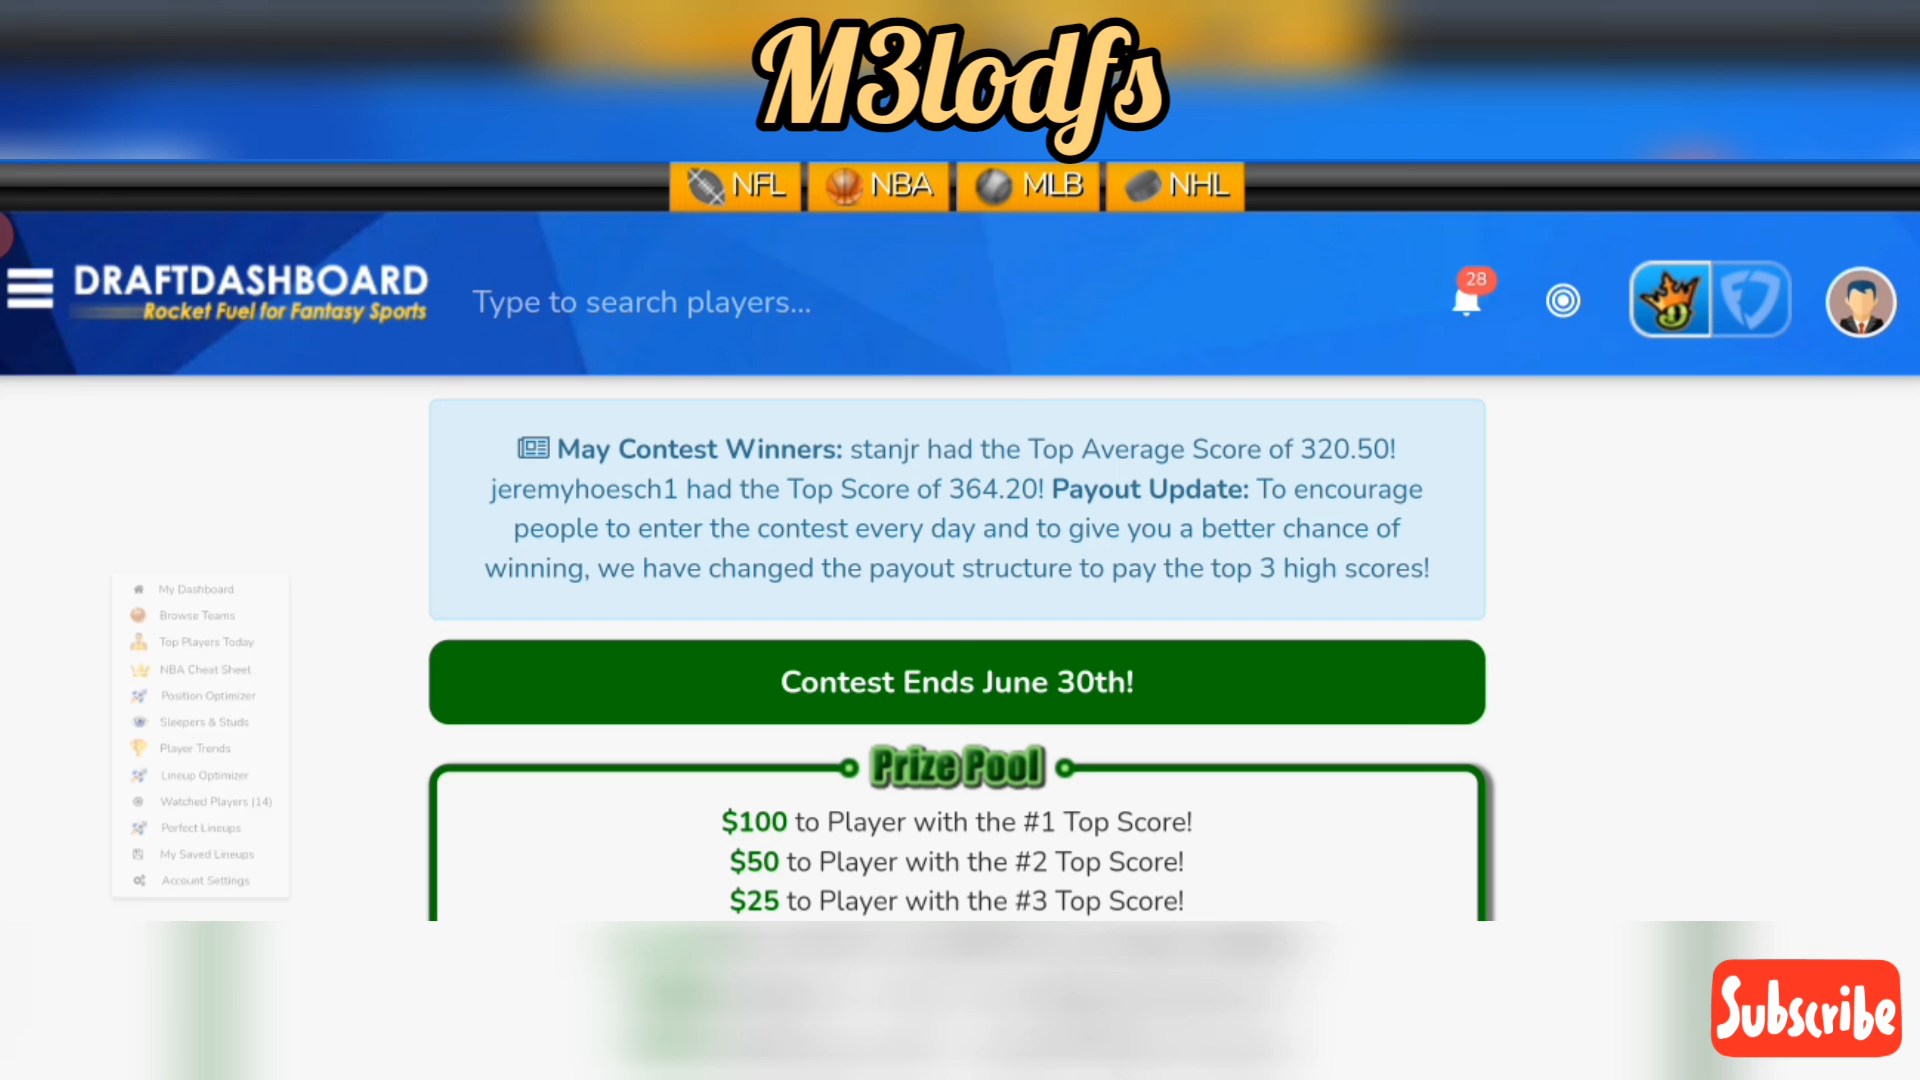 M3lodfs
NFL NBA MLB NHL
DRAFTDASHBOARD
Rocket Fuel for Fantasy Sports
Type to search players...
28
May Contest Winners: stanjr had the Top Average Score of 320.50!
jeremyhoesch1 had the Top Score of 364.20! Payout Update: To encourage
people to enter the contest every day and to give you a better chance of
winning, we have changed the payout structure to pay the top 3 high scores!
My Dashboard
Browse Teams
Top Players Today
NBA Cheat Sheet
Position Optimizer
Sleepers & Studs
Player Trends
Lineup Optimizer
Watched Players (14)
Perfect Lineups
My Saved Lineups
Account Settings
Contest Ends June 30th!
Prize Pool
$100 to Player with the #1 Top Score!
$50 to Player with the #2 Top Score!
$25 to Player with the #3 Top Score!
Subscribe